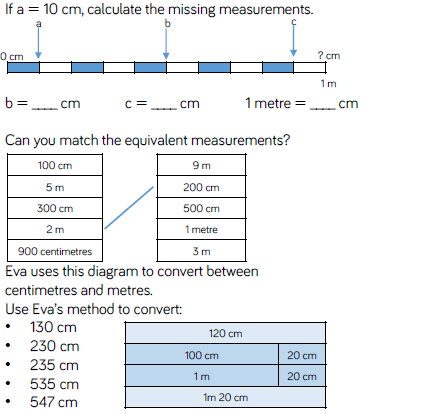 If a = 10 cm, calculate the missing measurements.
a b c
0 cm ? cm
1 m
b = ____ cm c = ____ cm 1 metre = ____ cm
Can you match the equivalent measurements?
100 cm 9 m
5 m 200 cm
300 cm 500 cm
2 m 1 metre
900 centimetres 3 m
Eva uses this diagram to convert between
centimetres and metres.
Use Eva's method to convert:
• 130 cm
• 230 cm
• 235 cm
• 535 cm
• 547 cm
120 cm
100 cm 20 cm
1 m 20 cm
1m 20 cm